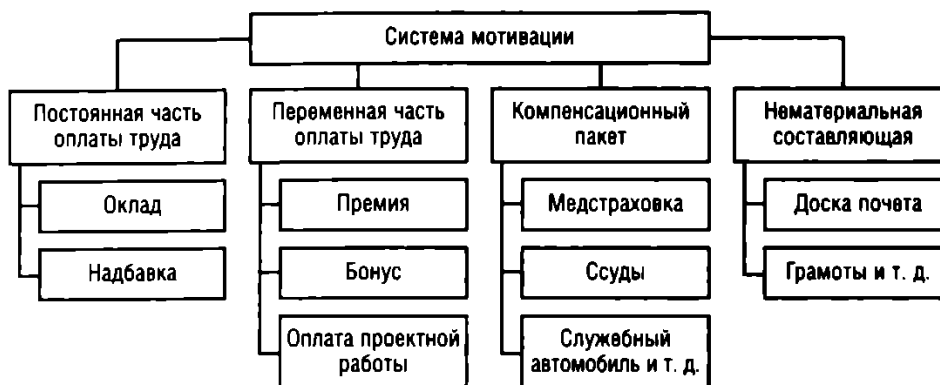 Система мотивации
Постоянная часть
оплаты труда
Оклад
Надбавка
Переменная часть
оплаты труда
Премия
Бонус
Оплата проектной
работы
Компенсационный
пакет
Медстраховка
Ссуды
Служебный
автомобиль и т. д.
Нематериальная
составляющая
Доска почета
Грамоты и т. д.